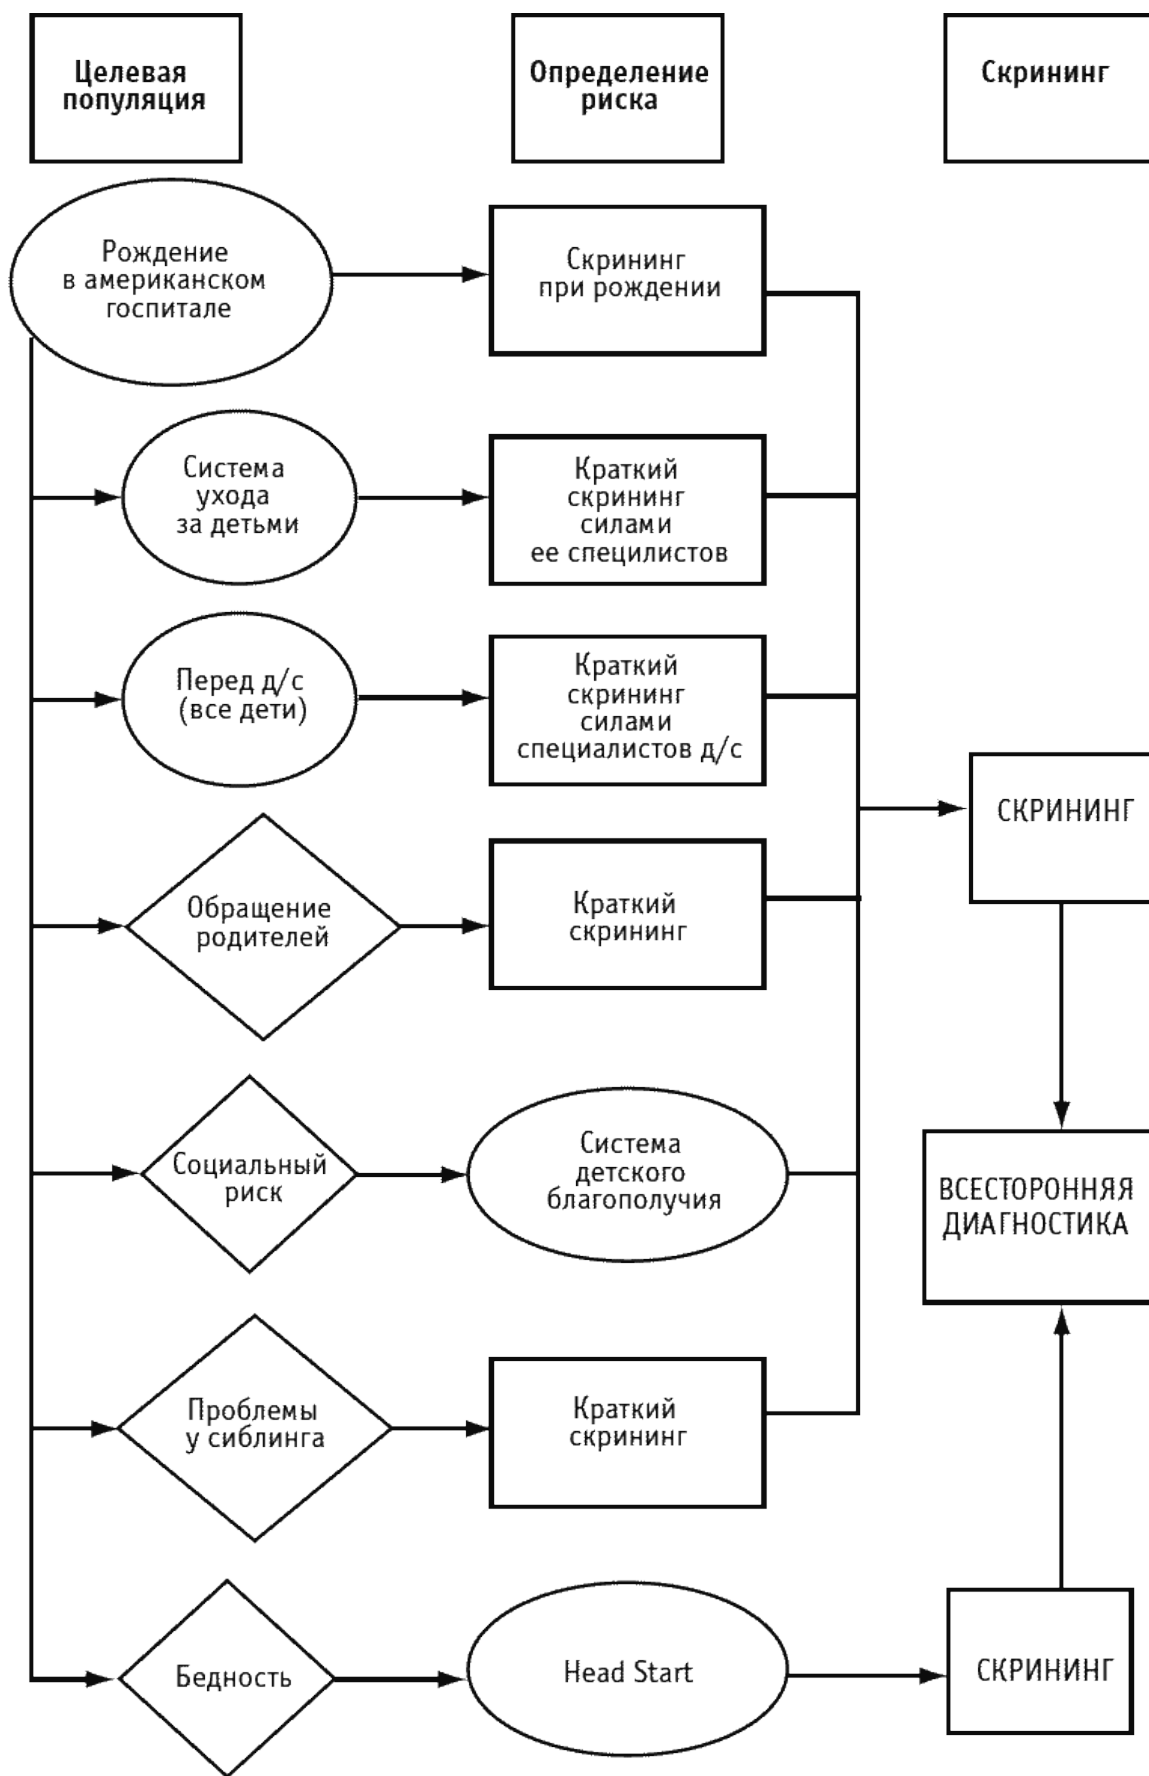 Целевая
популяция
Определение
риска
Скрининг
Рождение
в американском
госпитале
Скрининг
при рождении
Система
ухода
за детьми
Краткий
скрининг
силами
ее специлистов
Перед д/с
(все дети)
Краткий
скрининг
силами
специалистов д/с
СКРИНИНГ
Обращение
родителей
Краткий
скрининг
Социальный
риск
Система
детского
благополучия
ВСЕСТОРОННЯЯ
ДИАГНОСТИКА
Проблемы
у сиблинга
Краткий
скрининг
Бедность
Head Start
СКРИНИНГ